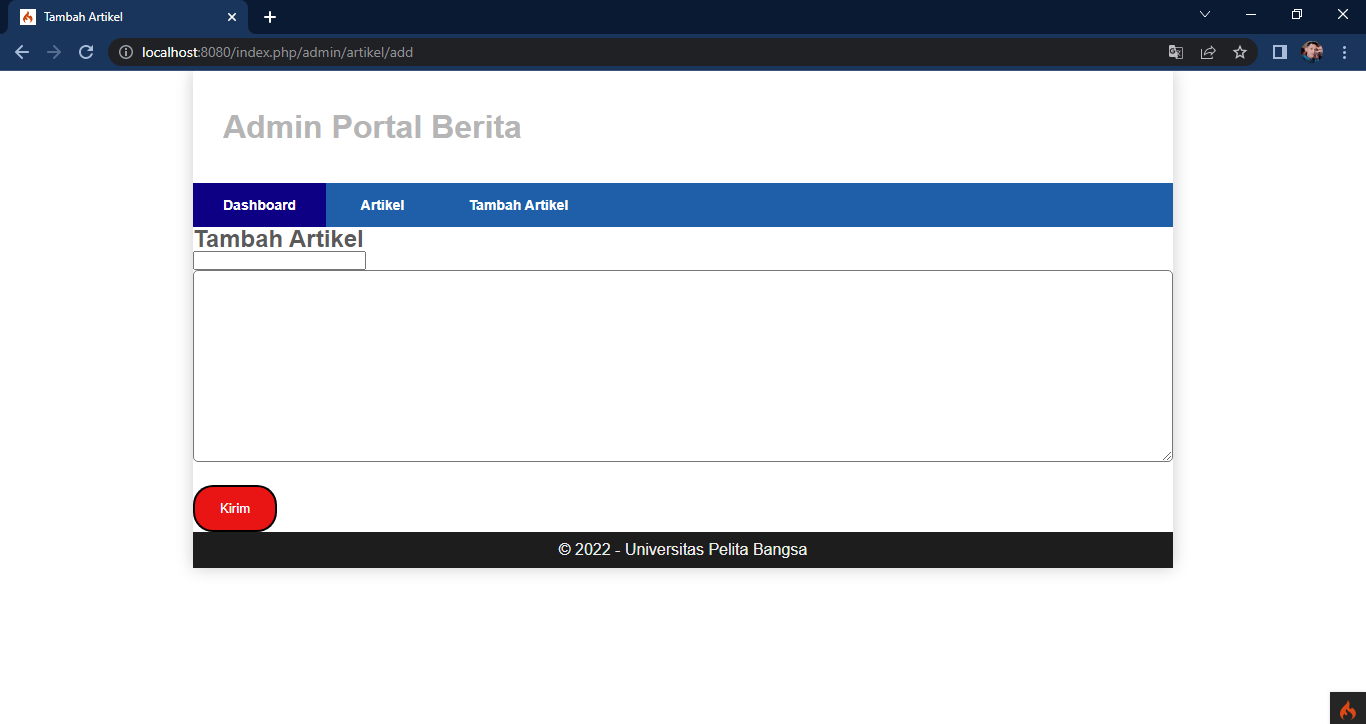 Tambah Artikel
localhost:8080/index.php/admin/artikel/add
Admin Portal Berita
Dashboard Artikel Tambah Artikel
Tambah Artikel
Kirim
© 2022 - Universitas Pelita Bangsa